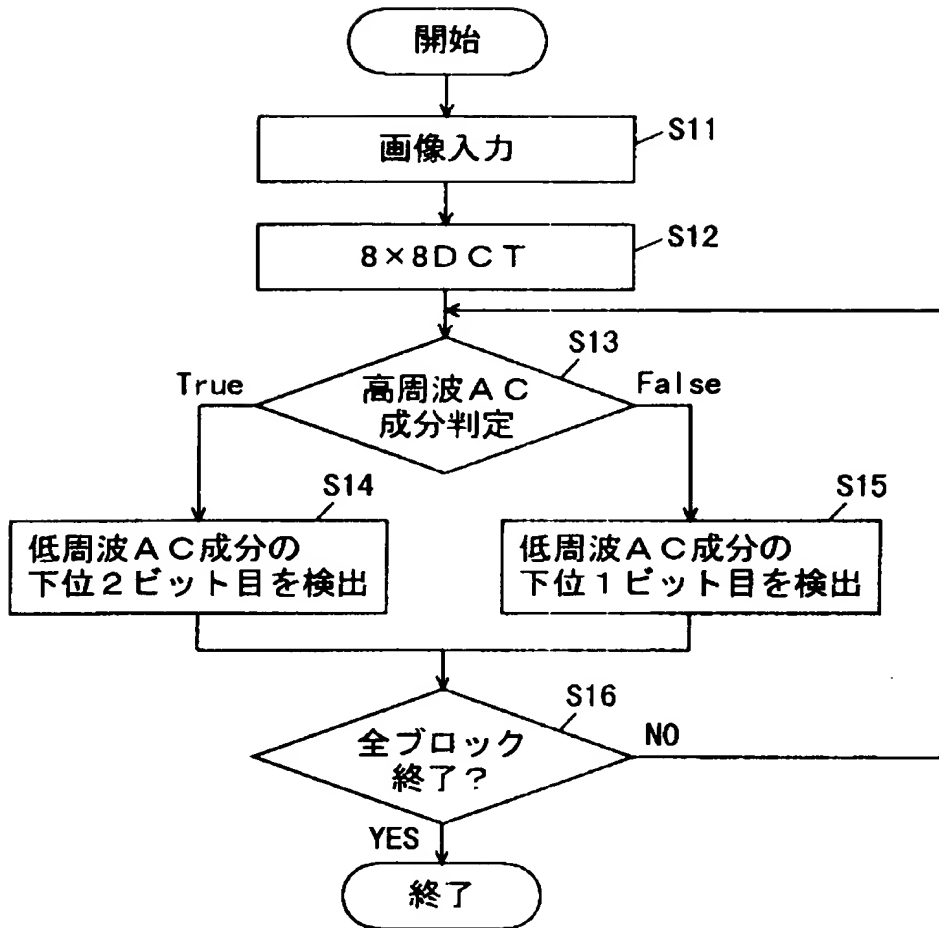 開始
画像入力
S11
8×8DCT
S12
S13
True
高周波AC
成分判定
False
S14
低周波AC成分の
下位2ビット目を検出
S15
低周波AC成分の
下位1ビット目を検出
S16
全ブロック
終了?
NO
YES
終了